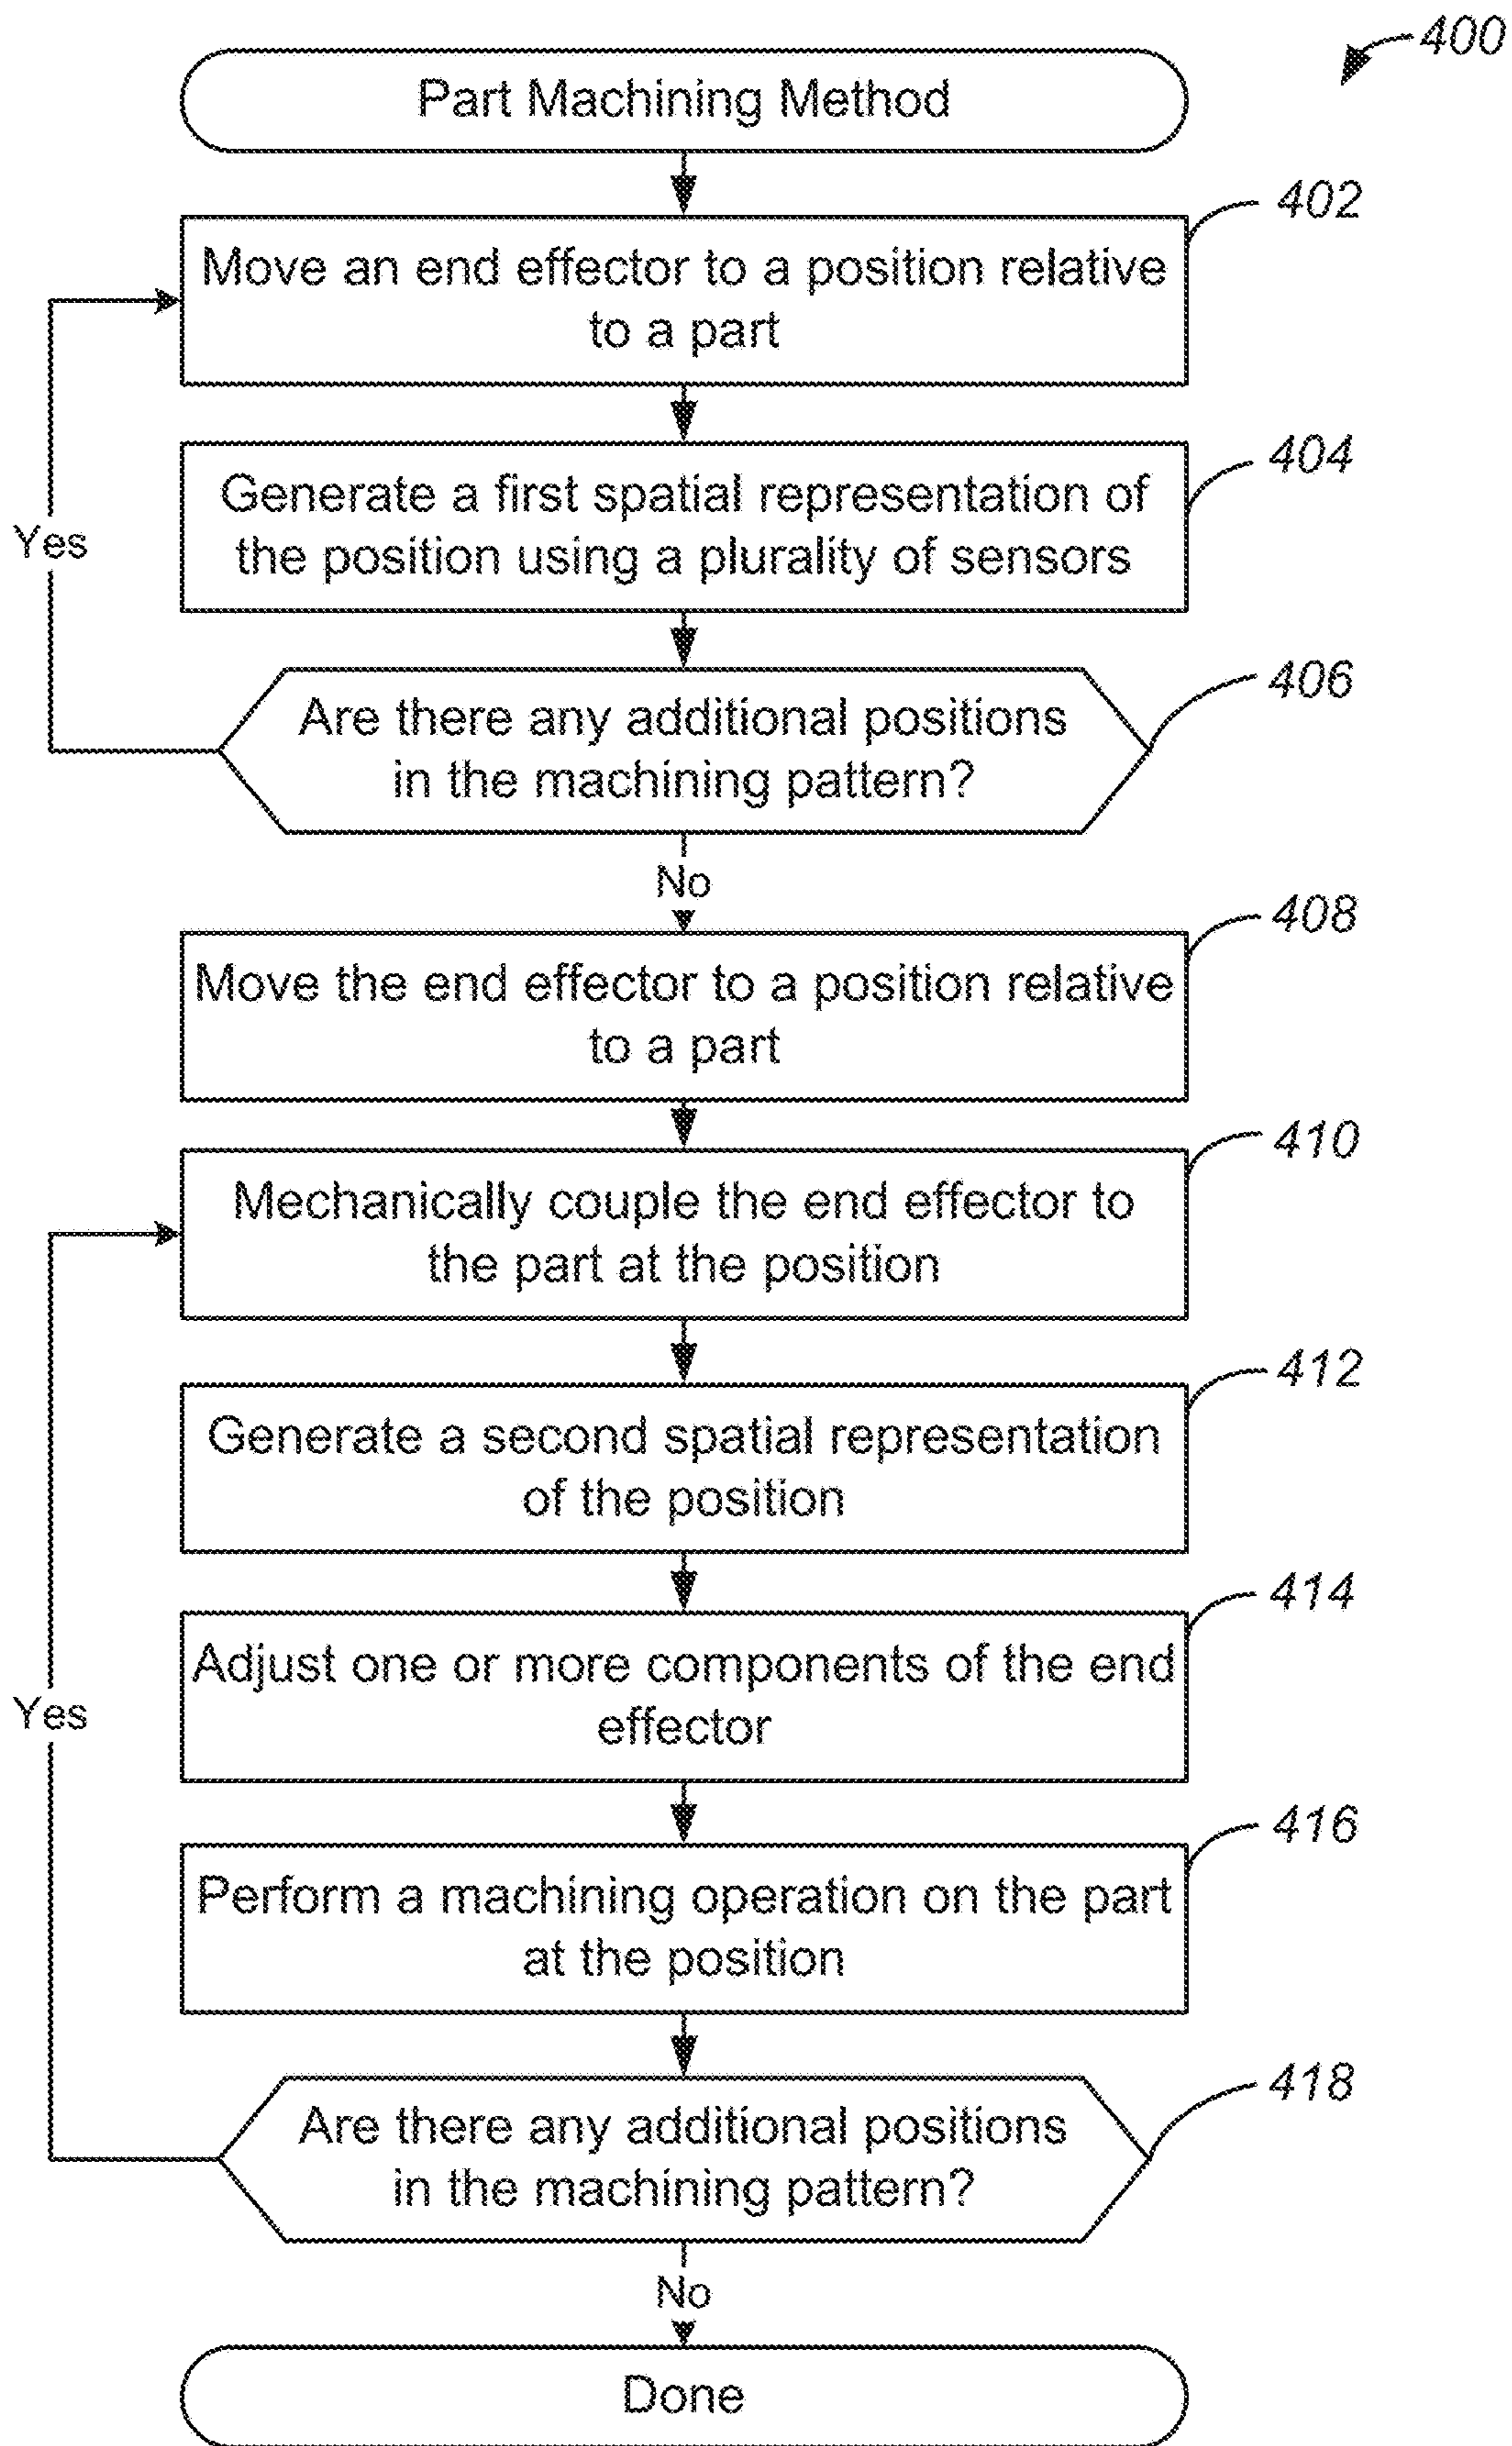 400
Part Machining Method
402
Move an end effector to a position relative
to a part
404
Generate a first spatial representation of
the position using a plurality of sensors
Yes
406
Are there any additional positions
in the machining pattern?
No
408
Move the end effector to a position relative
to a part
410
Mechanically couple the end effector to
the part at the position
412
Generate a second spatial representation
of the position
414
Adjust one or more components of the end
effector
Yes
416
Perform a machining operation on the part
at the position
418
Are there any additional positions
in the machining pattern?
No
Done